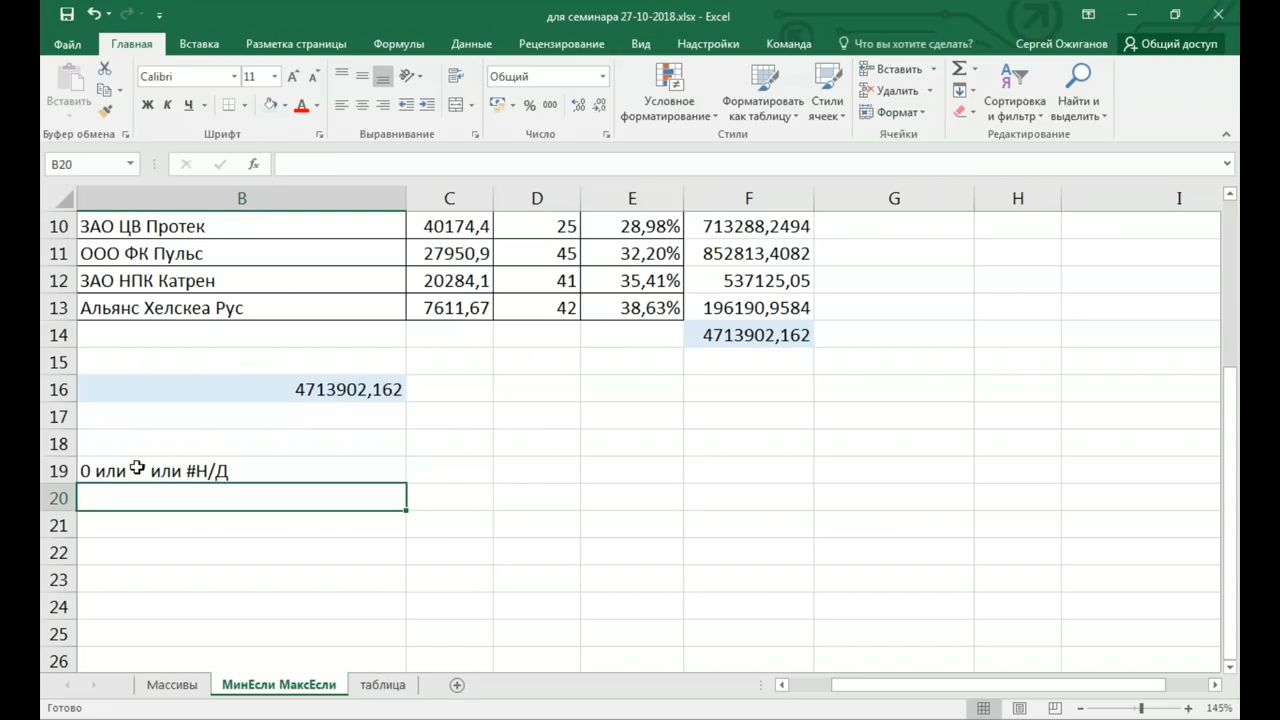 для семинара 27-10-2018.xlsx - Excel
Файл Главная Вставка Разметка страницы Формулы Данные Рецензирование Вид Надстройки Команда Что вы хотите сделать? Сергей Ожиганов Общий доступ
Вставить
Calibri 11
Ж К Ч А
Общий
% 000
Условное форматирование
Форматировать как таблицу
Стили ячеек
Вставить
Удалить
Формат
Сортировка и фильтр
Найти и выделить
Буфер обмена Шрифт Выравнивание Число Стили Ячейки Редактирование
B20 fx
B C D E F G H I
10 ЗАО ЦВ Протек 40174,4 25 28,98% 713288,2494
11 ООО ФК Пульс 27950,9 45 32,20% 852813,4082
12 ЗАО НПК Катрен 20284,1 41 35,41% 537125,05
13 Альянс Хелскеа Рус 7611,67 42 38,63% 196190,9584
14 4713902,162
15
16 4713902,162
17
18
19 0 или или #Н/Д
20
21
22
23
24
25
26
Массивы МинЕсли МаксЕсли таблица
Готово 145%